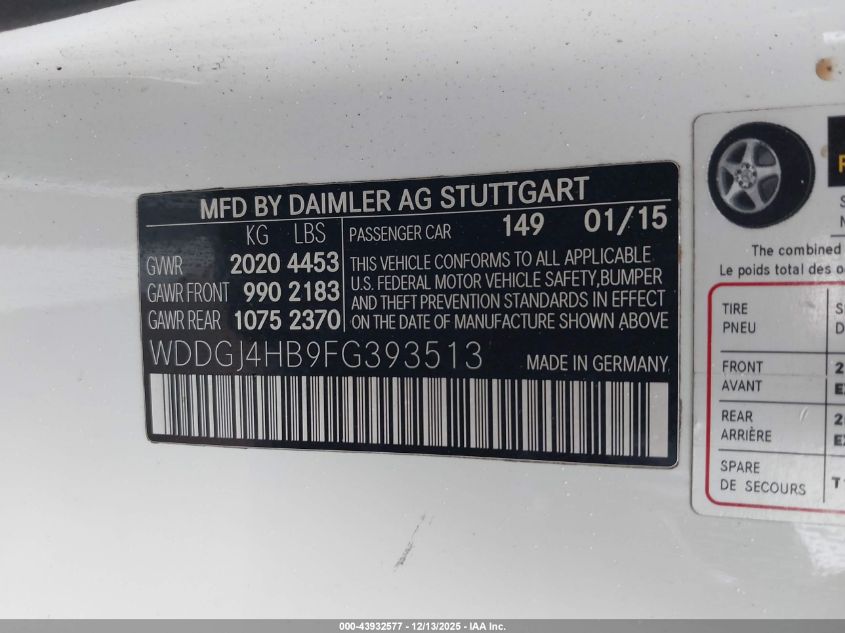 MFD BY DAIMLER AG STUTTGART
KG LBS
PASSENGER CAR 149 01/15
GVWR 2020 4453
GAWR FRONT 990 2183
GAWR REAR 1075 2370
THIS VEHICLE CONFORMS TO ALL APPLICABLE
U.S. FEDERAL MOTOR VEHICLE SAFETY,BUMPER
AND THEFT PREVENTION STANDARDS IN EFFECT
ON THE DATE OF MANUFACTURE SHOWN ABOVE
WDDGJ4HB9FG393513 MADE IN GERMANY
The combined
Le poids total des
TIRE
PNEU
FRONT
AVANT
REAR
ARRIÈRE
SPARE
DE SECOURS
000-43932577 - 12/13/2025 - IAA Inc.